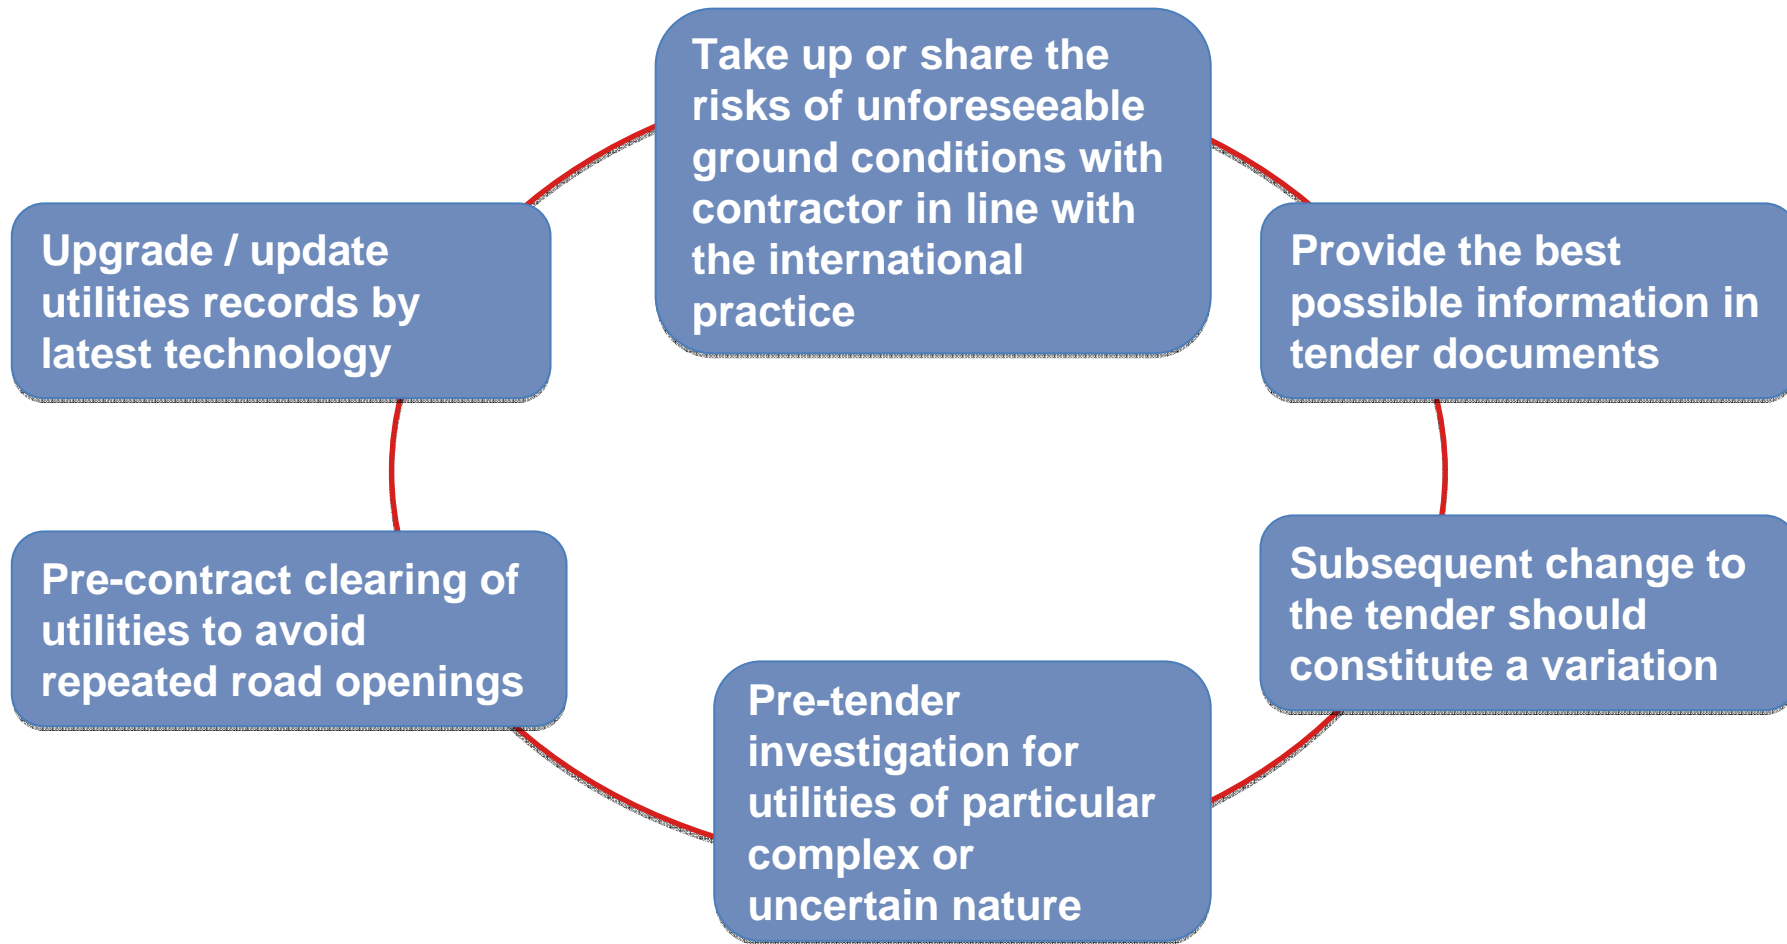 Take up or share the
risks of unforeseeable
ground conditions with
contractor in line with
the international
practice
Provide the best
possible information in
tender documents
Subsequent change to
the tender should
constitute a variation
Pre-tender
investigation for
utilities of particular
complex or
uncertain nature
Pre-contract clearing of
utilities to avoid
repeated road openings
Upgrade / update
utilities records by
latest technology